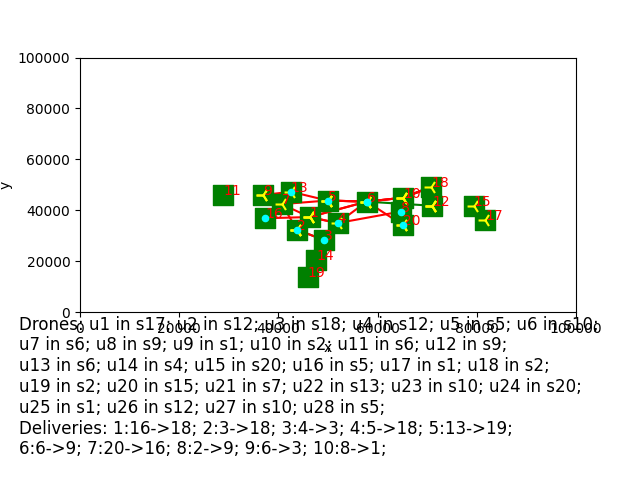 100000
80000
60000
40000
20000
0
y
11
18
15
17
19
0 20000 40000 60000 80000 100000
x
Drones: u1 in s17; u2 in s12; u3 in s18; u4 in s12; u5 in s5; u6 in s10;
u7 in s6; u8 in s9; u9 in s1; u10 in s2; u11 in s6; u12 in s9;
u13 in s6; u14 in s4; u15 in s20; u16 in s5; u17 in s1; u18 in s2;
u19 in s2; u20 in s15; u21 in s7; u22 in s13; u23 in s10; u24 in s20;
u25 in s1; u26 in s12; u27 in s10; u28 in s5;
Deliveries: 1:16->18; 2:3->18; 3:4->3; 4:5->18; 5:13->19;
6:6->9; 7:20->16; 8:2->9; 9:6->3; 10:8->1;